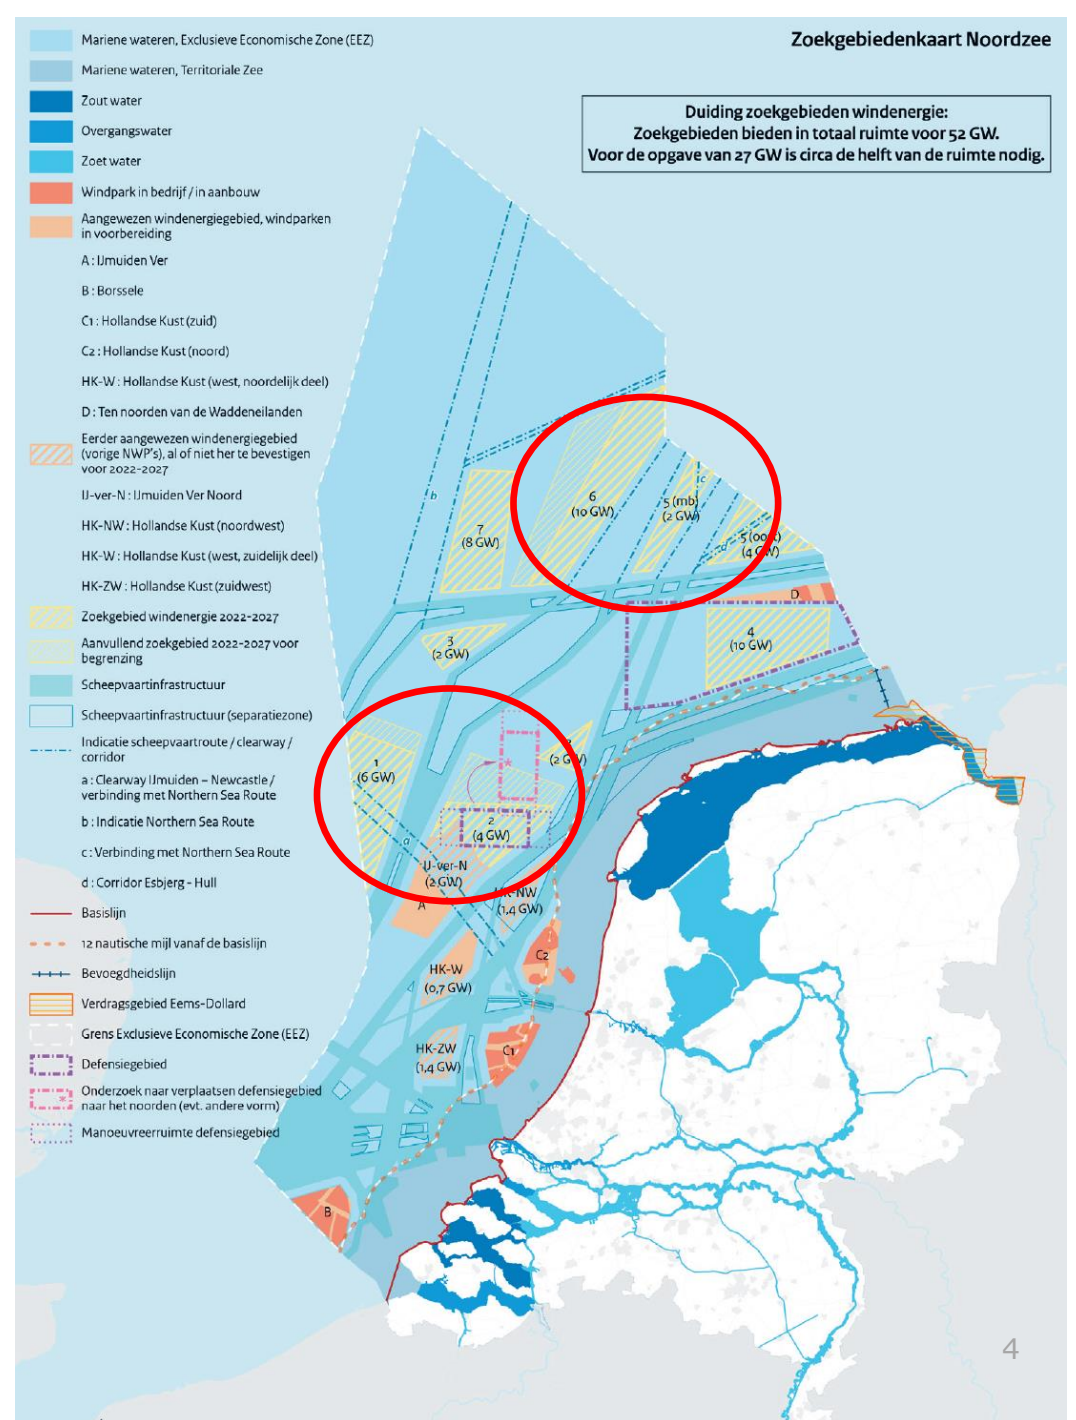 Zoekgebiedenkaart Noordzee
Duiding zoekgebieden windenergie:
Zoekgebieden bieden in totaal ruimte voor 52 GW.
Voor de opgave van 27 GW is circa de helft van de ruimte nodig.
Mariene wateren, Exclusieve Economische Zone (EEZ)
Mariene wateren, Territoriale Zee
Zout water
Overgangswater
Zoet water
Windpark in bedrijf / in aanbouw
Aangewezen windenergiegebied, windparken
in voorbereiding
A : IJmuiden Ver
B : Borssele
C1 : Hollandse Kust (zuid)
C2 : Hollandse Kust (noord)
HK-W : Hollandse Kust (west, noordelijk deel)
D : Ten noorden van de Waddeneilanden
Eerder aangewezen windenergiegebied
(vorige NWP's), al of niet her te bevestigen
voor 2022-2027
IJ-ver-N : IJmuiden Ver Noord
HK-NW : Hollandse Kust (noordwest)
HK-W : Hollandse Kust (west, zuidelijk deel)
HK-ZW : Hollandse Kust (zuidwest)
Zoekgebied windenergie 2022-2027
Aanvullend zoekgebied 2022-2027 voor
begrenzing
Scheepvaartinfrastructuur
Scheepvaartinfrastructuur (separatiezone)
Indicatie scheepvaartroute / clearway /
corridor
a : Clearway IJmuiden – Newcastle /
verbinding met Northern Sea Route
b : Indicatie Northern Sea Route
c : Verbinding met Northern Sea Route
d : Corridor Esbjerg - Hull
Basislijn
12 nautische mijl vanaf de basislijn
Bevoegdheidslijn
Verdragsgebied Eems-Dollard
Grens Exclusieve Economische Zone (EEZ)
Defensiegebied
Onderzoek naar verplaatsen defensiegebied
naar het noorden (evt. andere vorm)
Manoeuvreerruimte defensiegebied
b
7
(8 GW)
6
(10 GW)
5 (mb)
(2 GW)
c
d
5 (oost)
(4 GW)
D
4
(10 GW)
3
(2 GW)
1
(6 GW)
(2 GW)
2
(4 GW)
a
IJ-ver-N
(2 GW)
A
HK-NW
(1,4 GW)
C2
HK-W
(0,7 GW)
HK-ZW
(1,4 GW)
C1
B
4